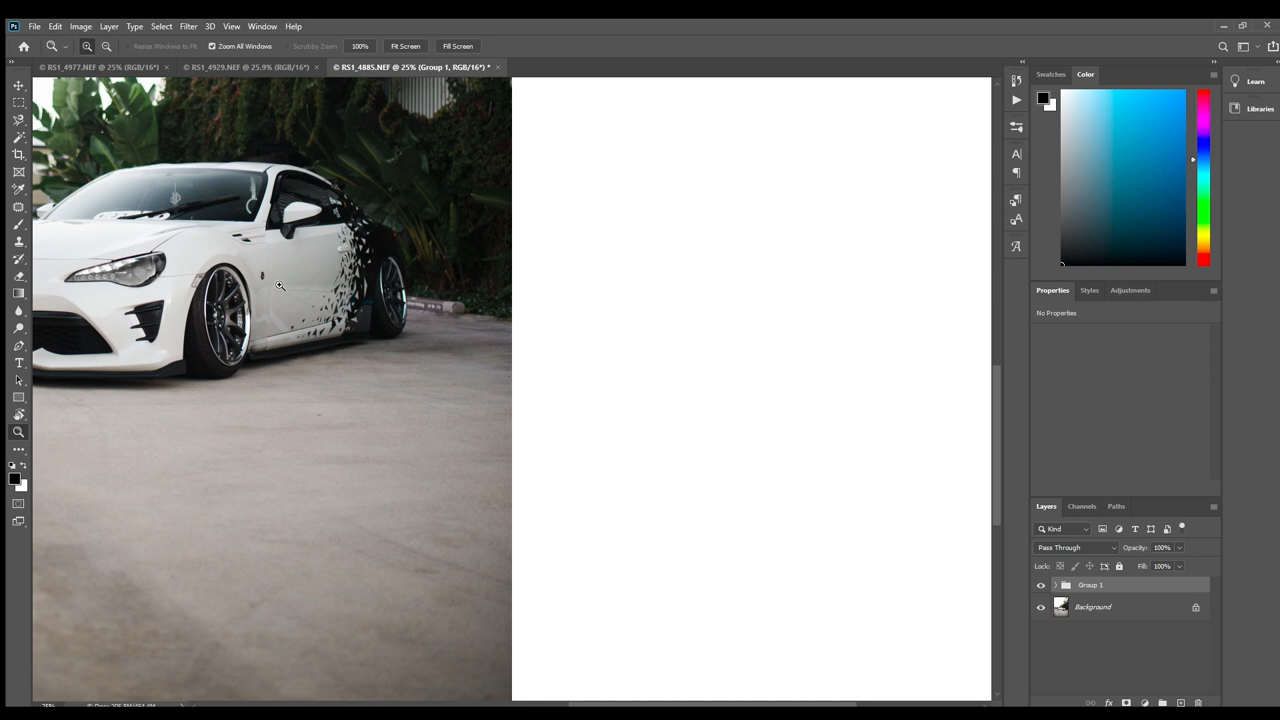 Ps File Edit Image Layer Type Select Filter 3D View Window Help
Resize Windows to Fit Zoom All Windows Scrubby Zoom 100% Fit Screen Fill Screen
© RS1_4977.NEF @ 25% (RGB/16*) × © RS1_4929.NEF @ 25.9% (RGB/16*) × © RS1_4885.NEF @ 25% (Group 1, RGB/16*) * ×
Swatches Color
Learn
Libraries
Properties Styles Adjustments
No Properties
Layers Channels Paths
Kind
Pass Through Opacity: 100%
Lock: Fill: 100%
Group 1
Background